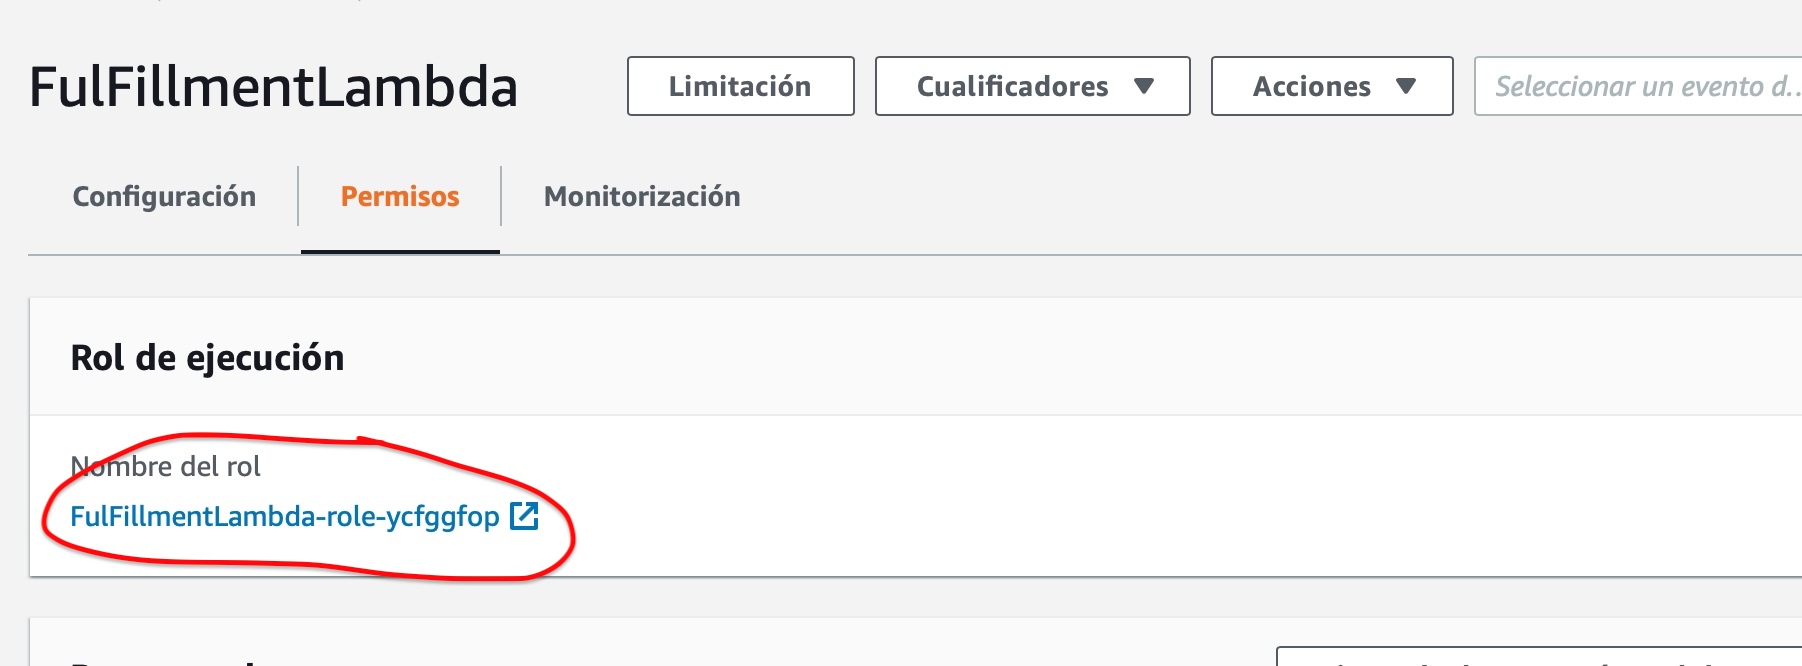 FulFillmentLambda
Limitación
Cualificadores
Acciones
Seleccionar un evento d..
Configuración
Permisos
Monitorización
Rol de ejecución
Nombre del rol
FulFillmentLambda-role-ycfggfop